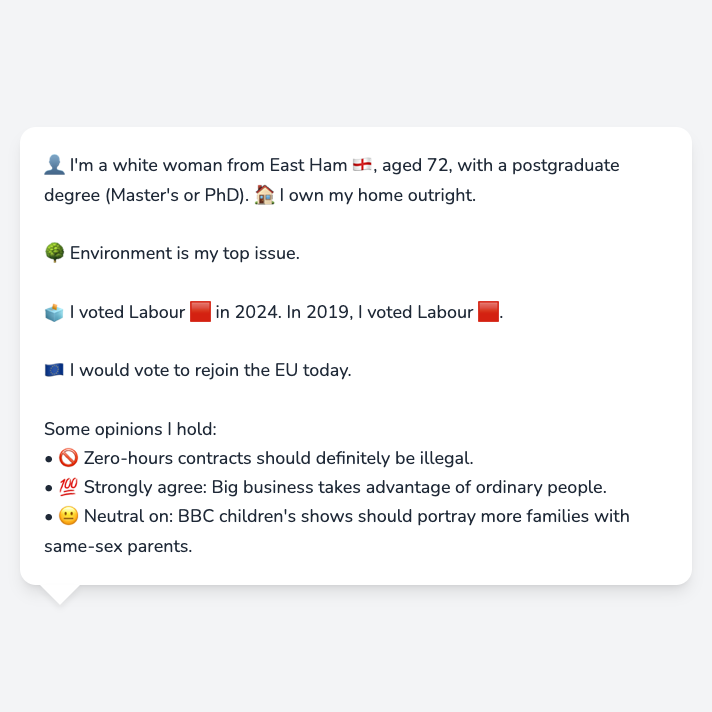 👤 I'm a white woman from East Ham 🏴󠁧󠁢󠁥󠁮󠁧󠁿, aged 72, with a postgraduate
degree (Master's or PhD). 🏠 I own my home outright.
🌳 Environment is my top issue.
🗳️ I voted Labour 🟥 in 2024. In 2019, I voted Labour 🟥.
🇪🇺 I would vote to rejoin the EU today.
Some opinions I hold:
• 🚫 Zero-hours contracts should definitely be illegal.
• 💯 Strongly agree: Big business takes advantage of ordinary people.
• 😐 Neutral on: BBC children's shows should portray more families with
same-sex parents.